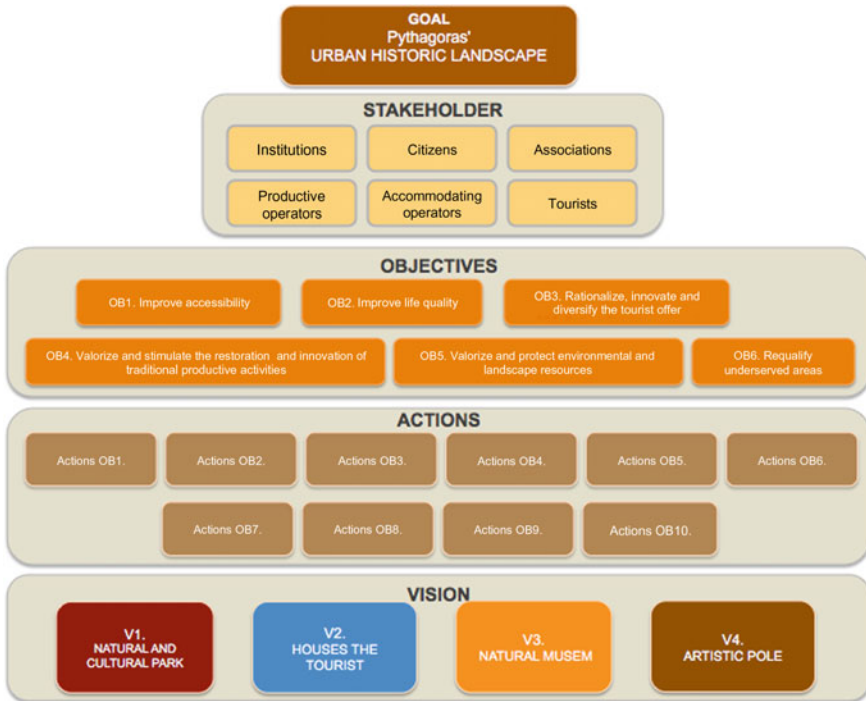 GOAL
Pythagoras'
URBAN HISTORIC LANDSCAPE
STAKEHOLDER
Institutions
Citizens
Associations
Productive
operators
Accommodating
operators
Tourists
OBJECTIVES
OB1. Improve accessibility
OB2. Improve life quality
OB3. Rationalize, innovate and
diversify the tourist offer
OB4. Valorize and stimulate the restoration and innovation of
traditional productive activities
OB5. Valorize and protect environmental and
landscape resources
OB6. Requalify
underserved areas
ACTIONS
Actions OB1.
Actions OB2.
Actions OB3.
Actions OB4.
Actions OB5.
Actions OB6.
Actions OB7.
Actions OB8.
Actions OB9.
Actions OB10.
VISION
V1.
NATURAL AND
CULTURAL PARK
V2.
HOUSES THE
TOURIST
V3.
NATURAL MUSEM
V4.
ARTISTIC POLE